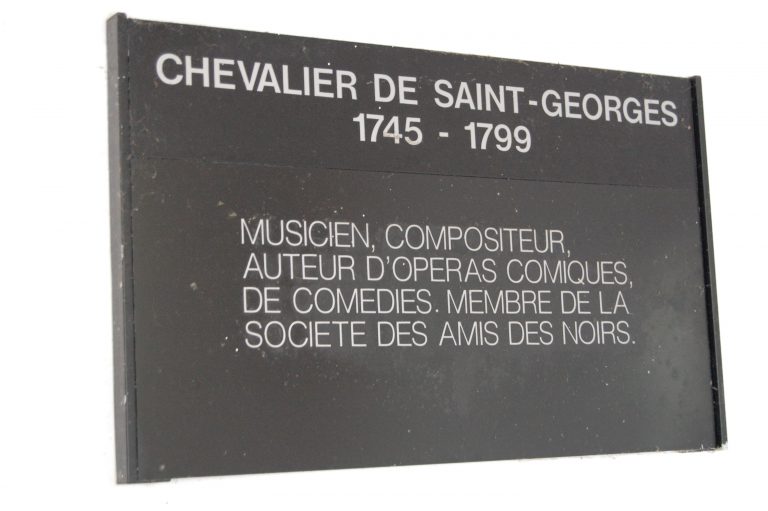 CHEVALIER DE SAINT-GEORGES
1745 - 1799
MUSICIEN, COMPOSITEUR,
AUTEUR D'OPERAS COMIQUES,
DE COMEDIES. MEMBRE DE LA
SOCIETE DES AMIS DES NOIRS.